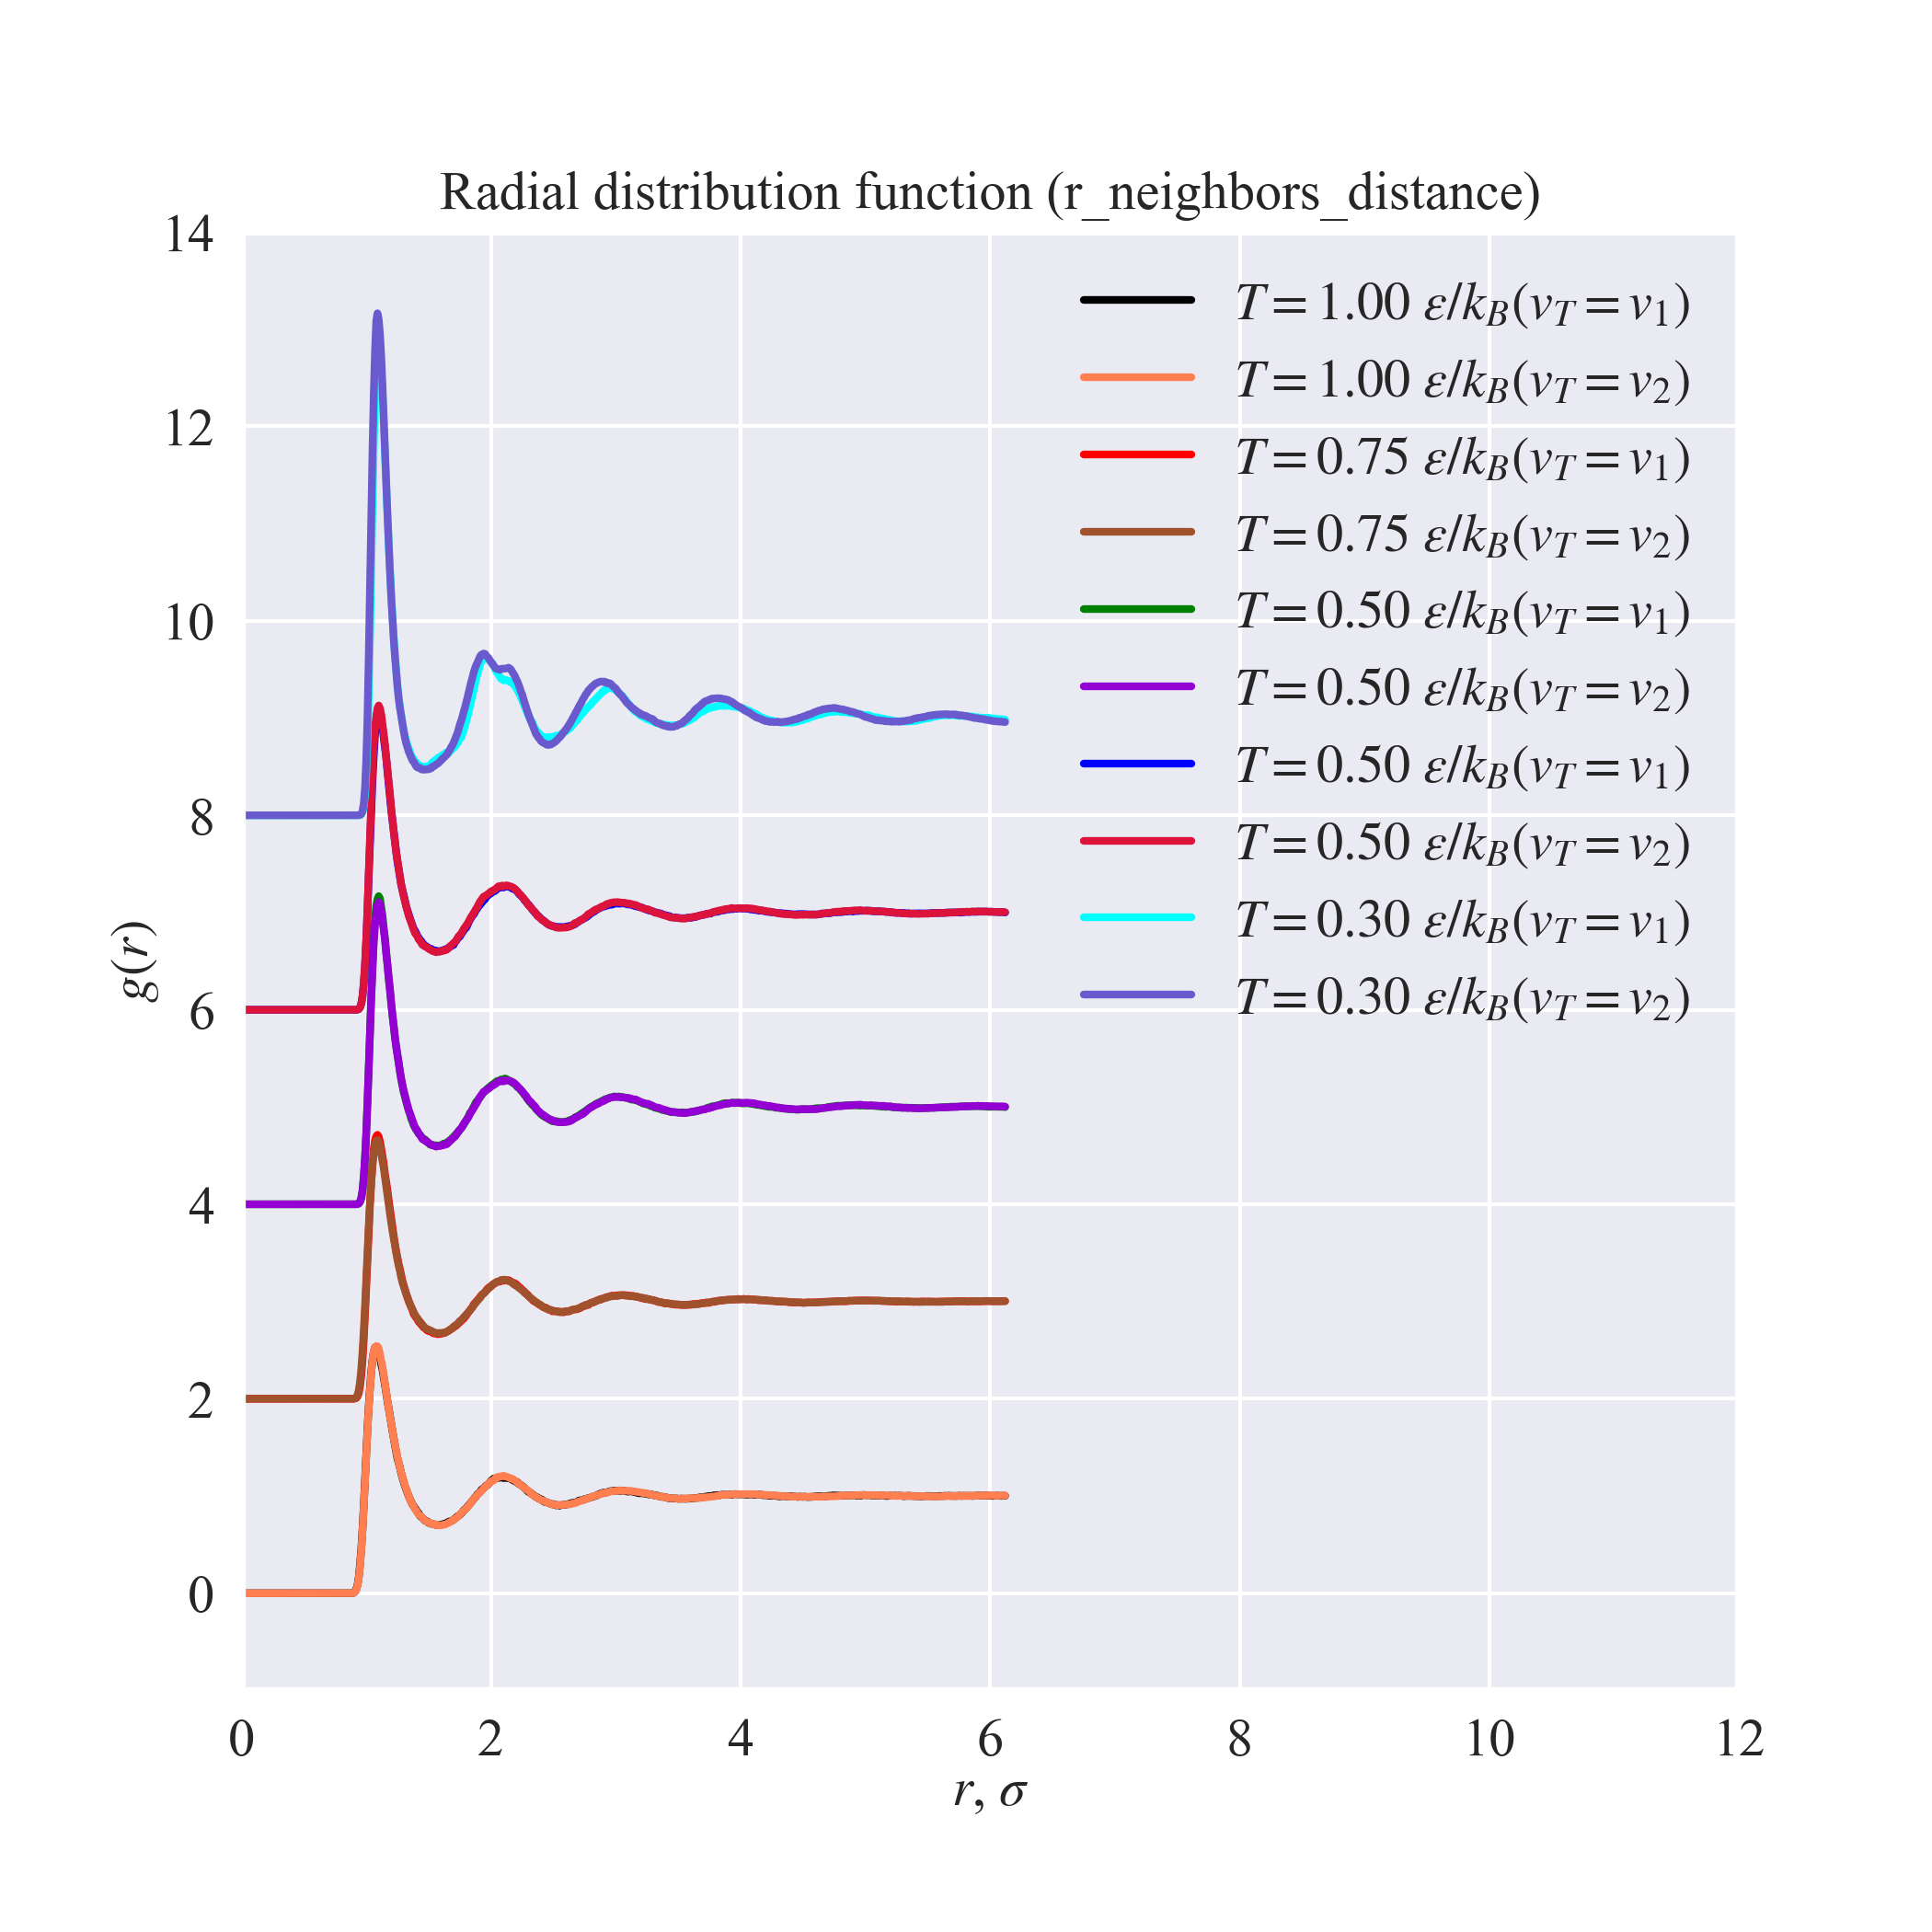 Radial distribution function (r_neighbors_distance)
14
12
10
8
6
4
2
0
g(r)
T = 1.00 ε/k_B(v_T = v_1)
T = 1.00 ε/k_B(v_T = v_2)
T = 0.75 ε/k_B(v_T = v_1)
T = 0.75 ε/k_B(v_T = v_2)
T = 0.50 ε/k_B(v_T = v_1)
T = 0.50 ε/k_B(v_T = v_2)
T = 0.50 ε/k_B(v_T = v_1)
T = 0.50 ε/k_B(v_T = v_2)
T = 0.30 ε/k_B(v_T = v_1)
T = 0.30 ε/k_B(v_T = v_2)
0 2 4 6 8 10 12
r, σ